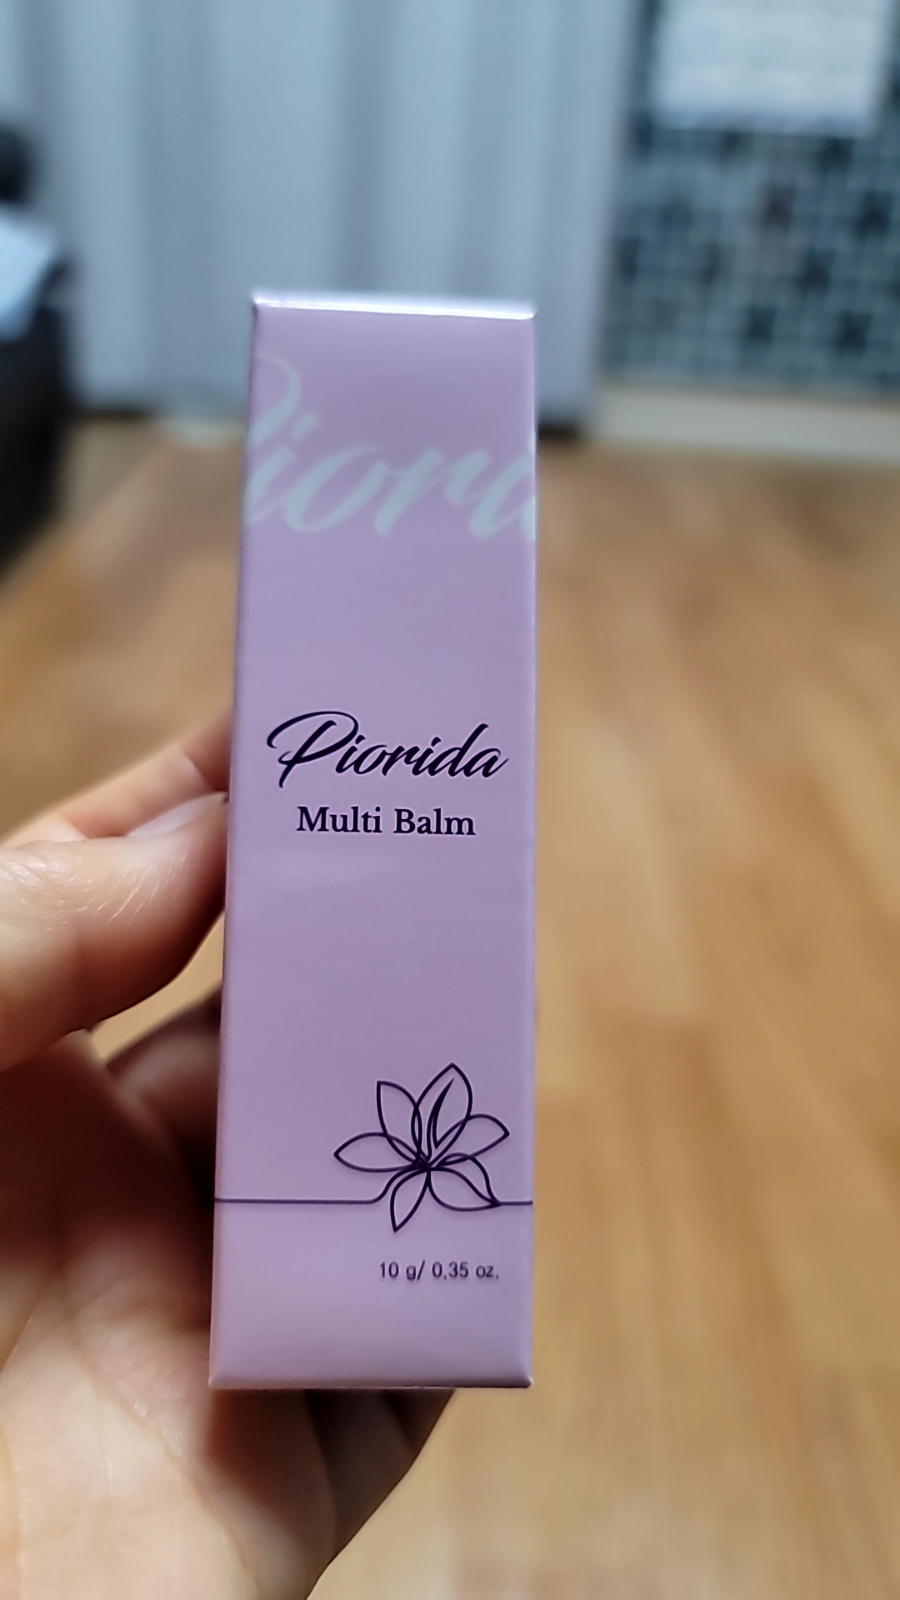 Piorida
Multi Balm
10 g/ 0.35 oz.